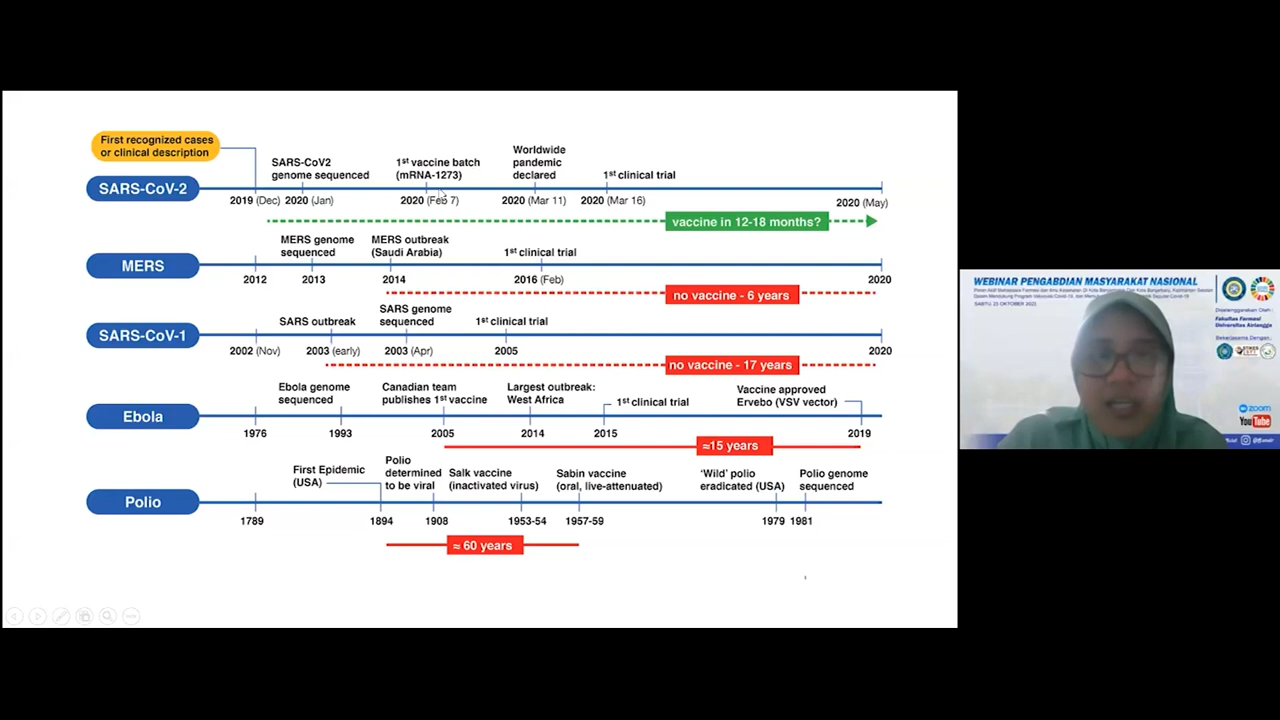 First recognized cases
or clinical description
SARS-CoV2
genome sequenced
1st vaccine batch
(mRNA-1273)
Worldwide
pandemic
declared
1st clinical trial
SARS-CoV-2
2019 (Dec) 2020 (Jan) 2020 (Feb 7) 2020 (Mar 11) 2020 (Mar 16) 2020 (May)
vaccine in 12-18 months?
MERS genome
sequenced
MERS outbreak
(Saudi Arabia)
1st clinical trial
MERS
2012 2013 2014 2016 (Feb) 2020
no vaccine - 6 years
SARS outbreak
SARS genome
sequenced
1st clinical trial
SARS-CoV-1
2002 (Nov) 2003 (early) 2003 (Apr) 2005 2020
no vaccine - 17 years
Ebola genome
sequenced
Canadian team
publishes 1st vaccine
Largest outbreak:
West Africa
1st clinical trial
Vaccine approved
Ervebo (VSV vector)
Ebola
1976 1993 2005 2014 2015 2019
≈15 years
First Epidemic
(USA)
Polio
determined
to be viral
Salk vaccine
(inactivated virus)
Sabin vaccine
(oral, live-attenuated)
'Wild' polio
eradicated (USA)
Polio genome
sequenced
Polio
1789 1894 1908 1953-54 1957-59 1979 1981
≈ 60 years
WEBINAR PENGABDIAN MASYARAKAT NASIONAL
Diselenggarakan Oleh :
Fakultas Farmasi
Universitas Airlangga
Bekerjasama Dengan :
zoom
YouTube